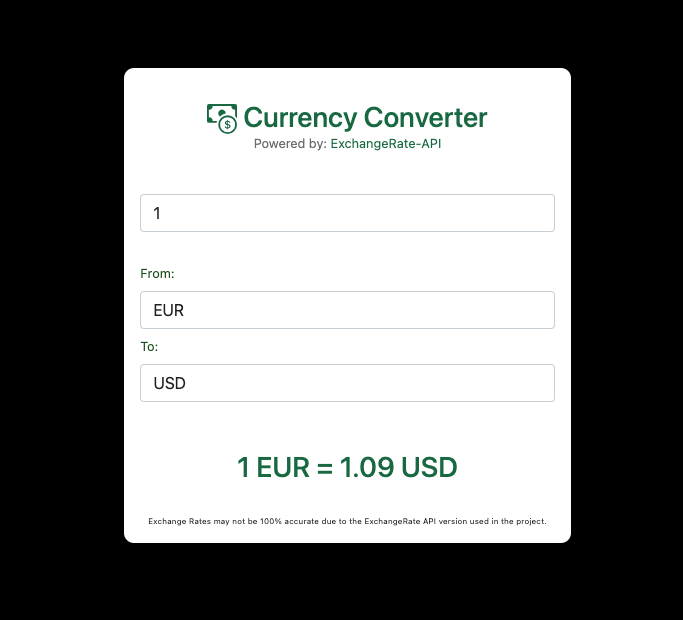 $ Currency Converter
Powered by: ExchangeRate-API
1
From:
EUR
To:
USD
1 EUR = 1.09 USD
Exchange Rates may not be 100% accurate due to the ExchangeRate API version used in the project.